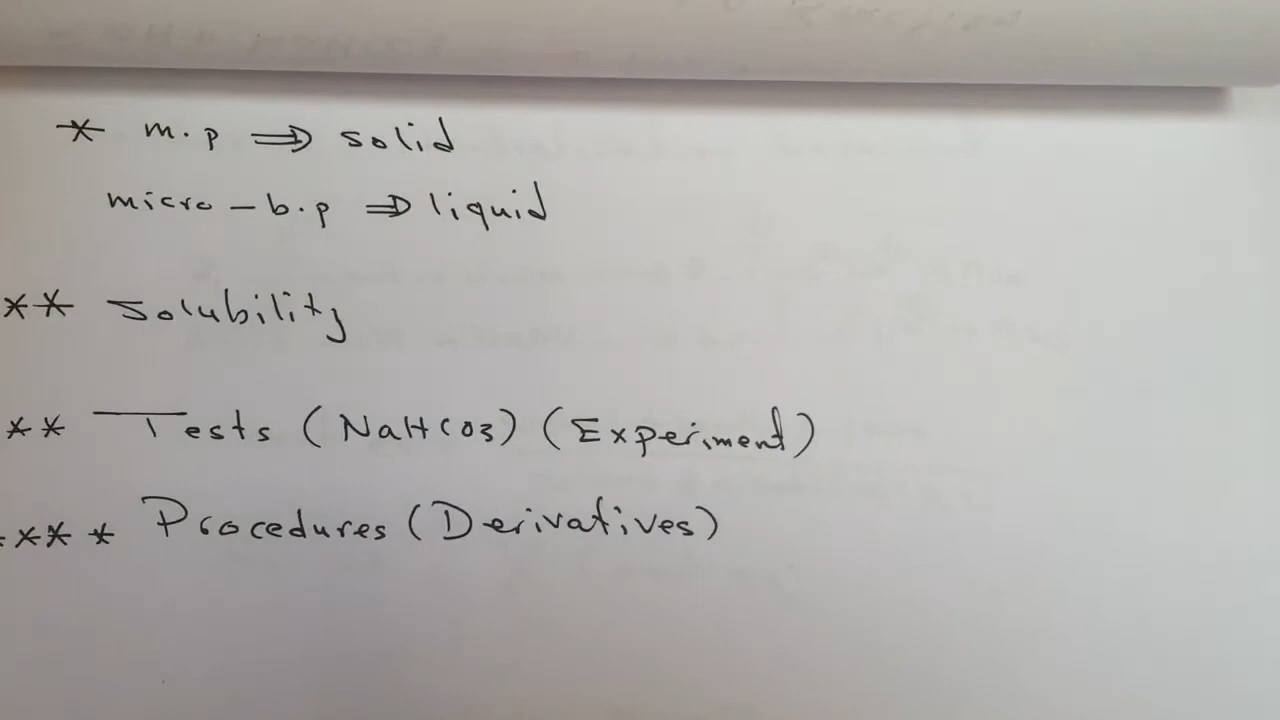 * m.p ⇒ solid
micro - b.p ⇒ liquid
** Solubility
** Tests (NaHCO3) (Experiment)
*** * Procedures (Derivatives)